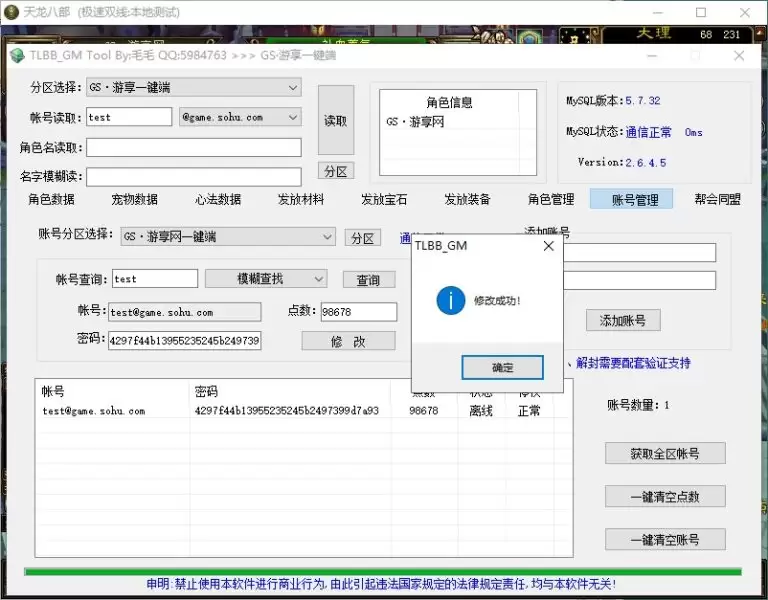 天龙八部 (极速双线:本地测试)
大理 68 231
TLBB_GM Tool By:毛毛 QQ:5984763 >>> GS·游享一键端
分区选择: GS·游享一键端
帐号读取: test @game.sohu.com 读取
角色名读取:
名字模糊读: 分区
角色信息
GS·游享网
MySQL版本:5.7.32
MySQL状态:通信正常 0ms
Version:2.6.4.5
角色数据 宠物数据 心法数据 发放材料 发放宝石 发放装备 角色管理 账号管理 帮会同盟
账号分区选择: GS·游享网一键端 分区
添加账号
帐号查询: test 模糊查找 查询
帐号: test@game.sohu.com 点数: 98678
密码: 4297f44b13955235245b249739 修 改
TLBB_GM
修改成功!
确定
添加账号
、解封需要配套验证支持
帐号 密码
test@game.sohu.com 4297f44b13955235245b2497399d7a93 98678 离线 正常
账号数量: 1
获取全区帐号
一键清空点数
一键清空账号
申明:禁止使用本软件进行商业行为,由此引起违法国家规定的法律规定责任,均与本软件无关!